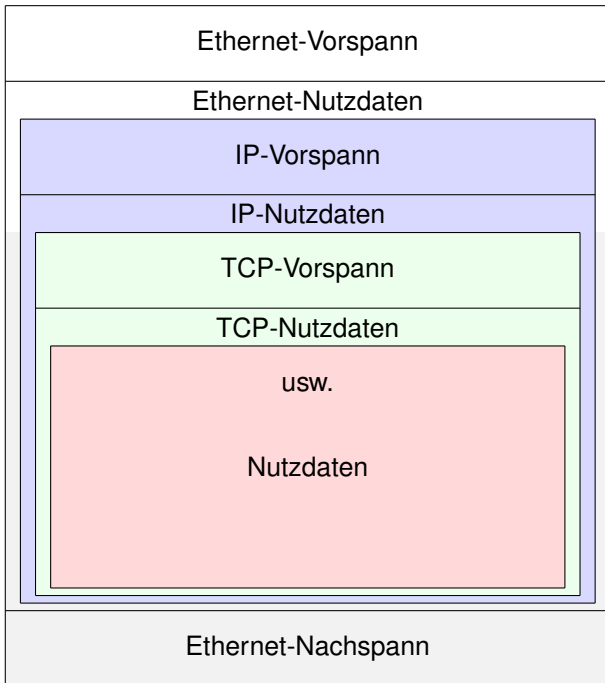 Ethernet-Vorspann
Ethernet-Nutzdaten
IP-Vorspann
IP-Nutzdaten
TCP-Vorspann
TCP-Nutzdaten
usw.
Nutzdaten
Ethernet-Nachspann